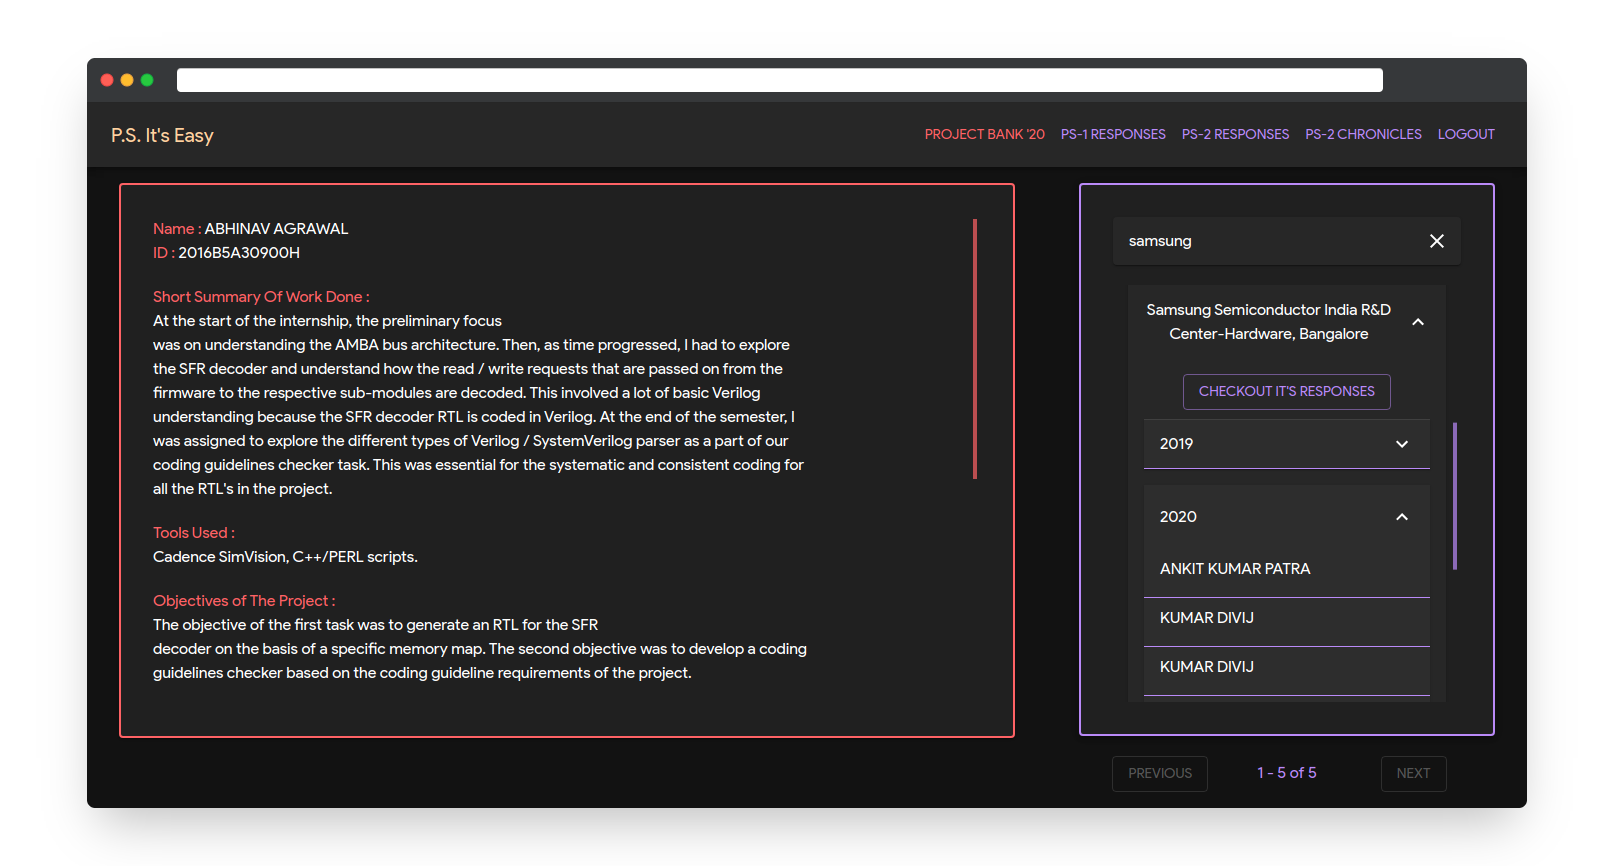 P.S. It's Easy
PROJECT BANK '20
PS-1 RESPONSES
PS-2 RESPONSES
PS-2 CHRONICLES
LOGOUT
Name : ABHINAV AGRAWAL
ID : 2016B5A30900H
Short Summary Of Work Done :
At the start of the internship, the preliminary focus
was on understanding the AMBA bus architecture. Then, as time progressed, I had to explore
the SFR decoder and understand how the read / write requests that are passed on from the
firmware to the respective sub-modules are decoded. This involved a lot of basic Verilog
understanding because the SFR decoder RTL is coded in Verilog. At the end of the semester, I
was assigned to explore the different types of Verilog / SystemVerilog parser as a part of our
coding guidelines checker task. This was essential for the systematic and consistent coding for
all the RTL's in the project.
Tools Used :
Cadence SimVision, C++/PERL scripts.
Objectives of The Project :
The objective of the first task was to generate an RTL for the SFR
decoder on the basis of a specific memory map. The second objective was to develop a coding
guidelines checker based on the coding guideline requirements of the project.
samsung
Samsung Semiconductor India R&D
Center-Hardware, Bangalore
CHECKOUT IT'S RESPONSES
2019
2020
ANKIT KUMAR PATRA
KUMAR DIVIJ
KUMAR DIVIJ
PREVIOUS
1 - 5 of 5
NEXT